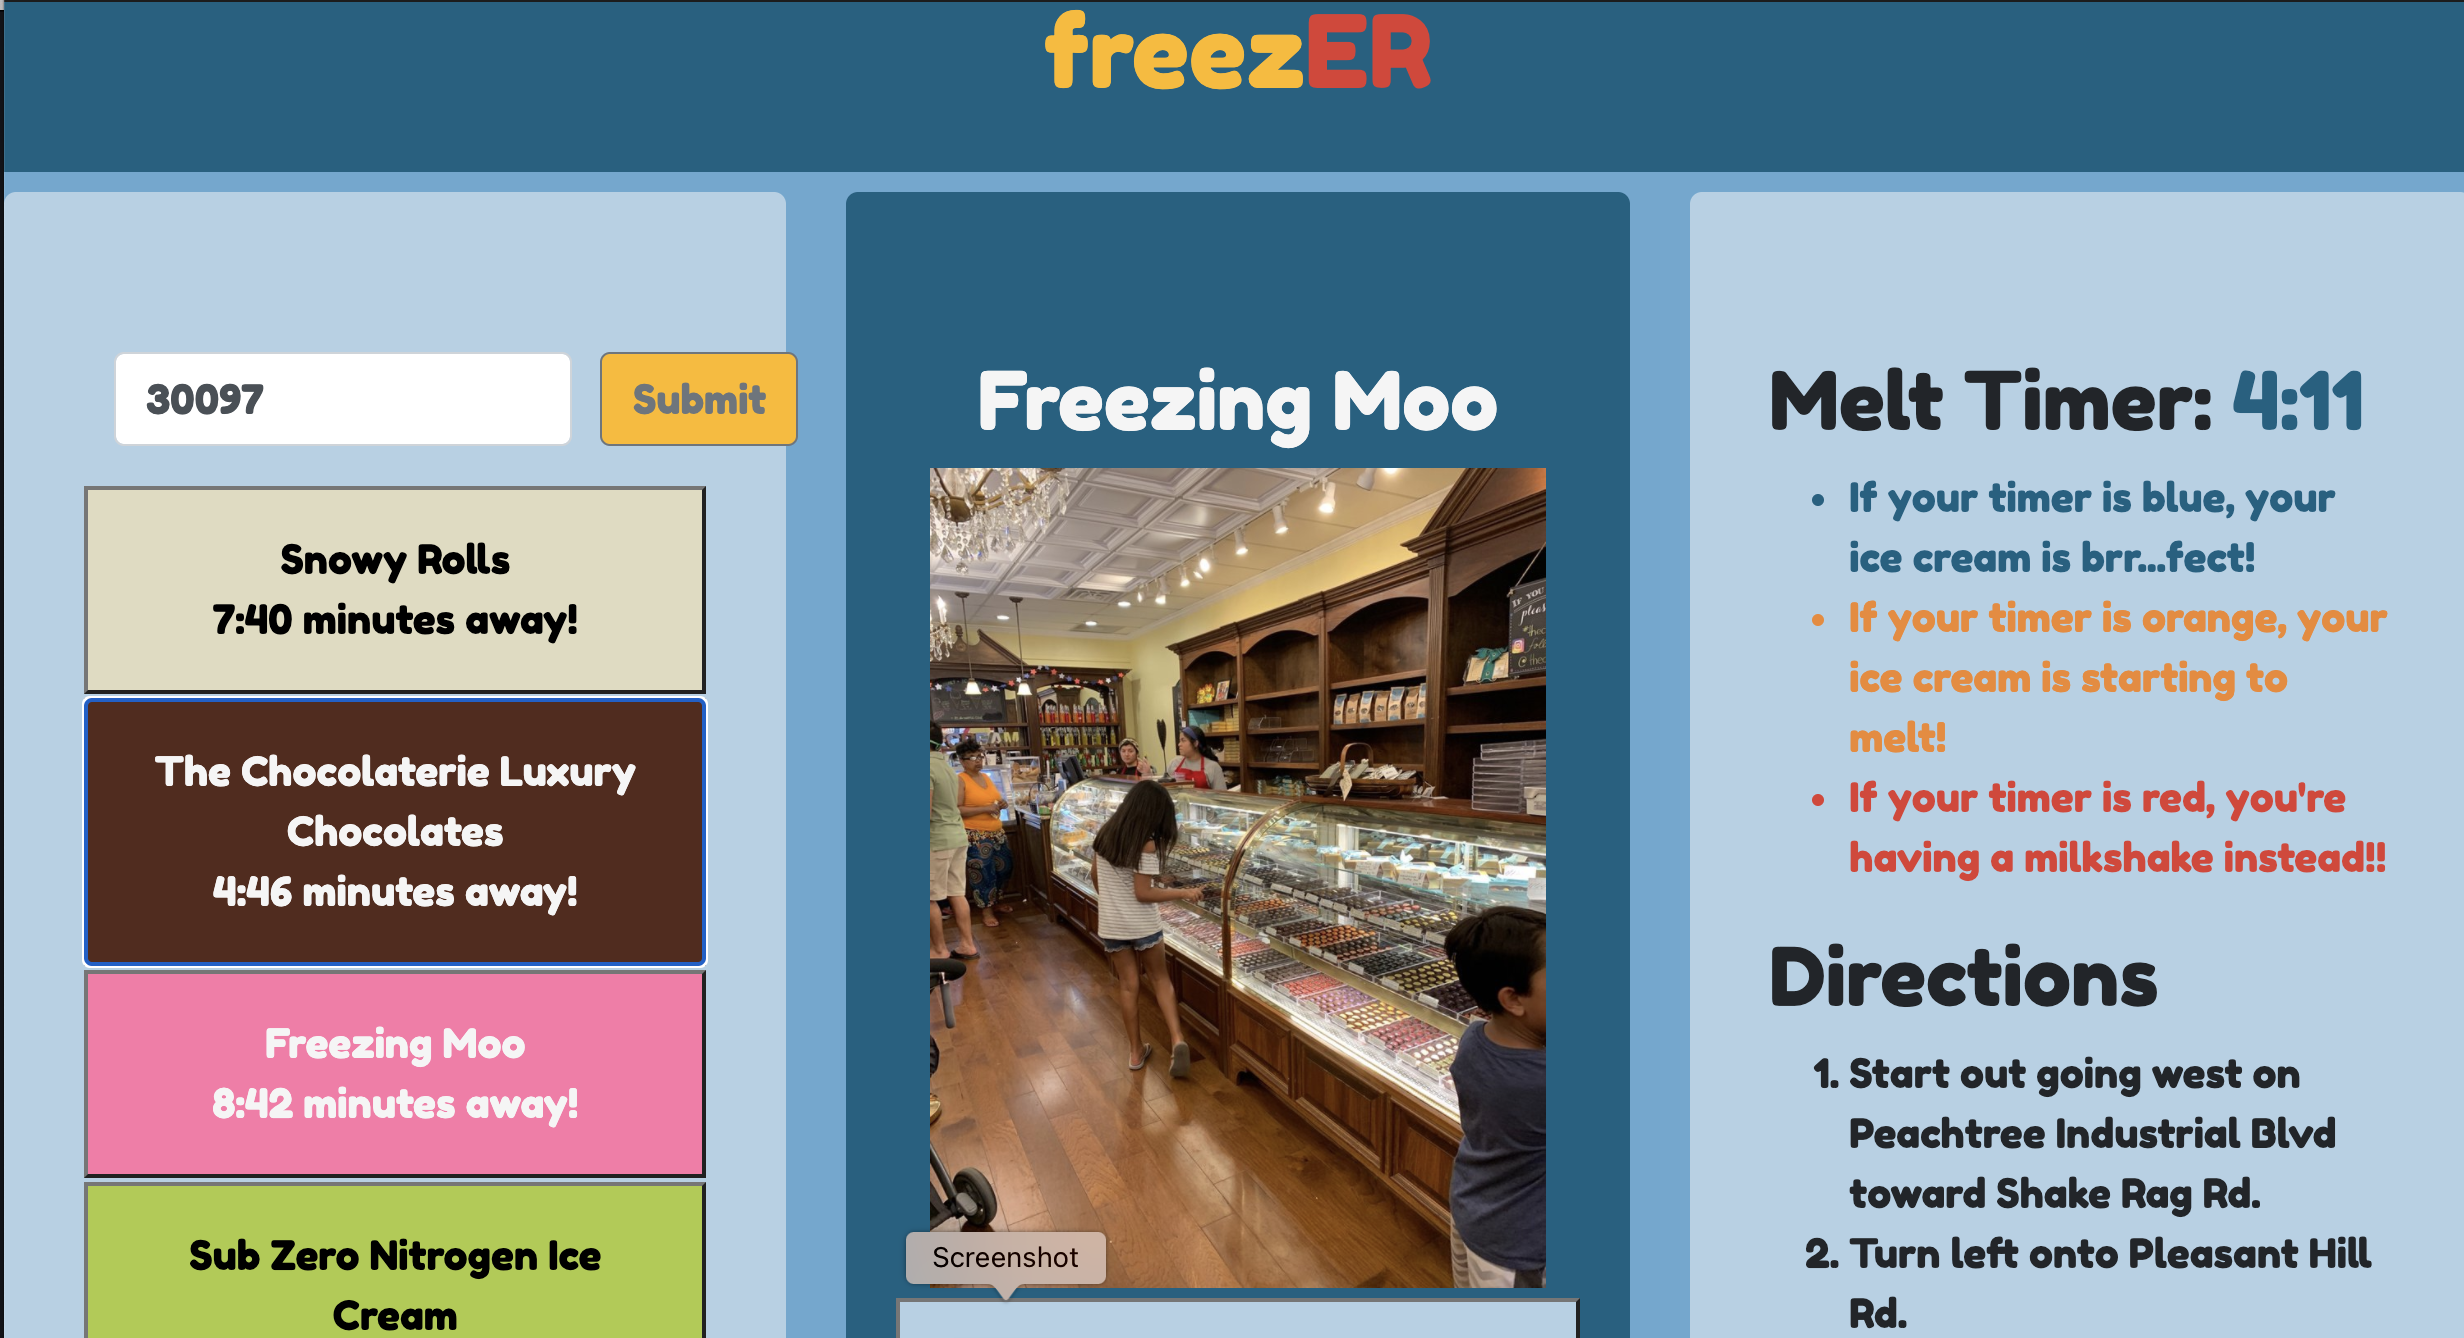 freezER
30097
Submit
Snowy Rolls
7:40 minutes away!
The Chocolaterie Luxury
Chocolates
4:46 minutes away!
Freezing Moo
8:42 minutes away!
Sub Zero Nitrogen Ice
Cream
Freezing Moo
IF YOU
Screenshot
Melt Timer: 4:11
• If your timer is blue, your
ice cream is brr...fect!
• If your timer is orange, your
ice cream is starting to
melt!
• If your timer is red, you're
having a milkshake instead!!
Directions
1. Start out going west on
Peachtree Industrial Blvd
toward Shake Rag Rd.
2. Turn left onto Pleasant Hill
Rd.